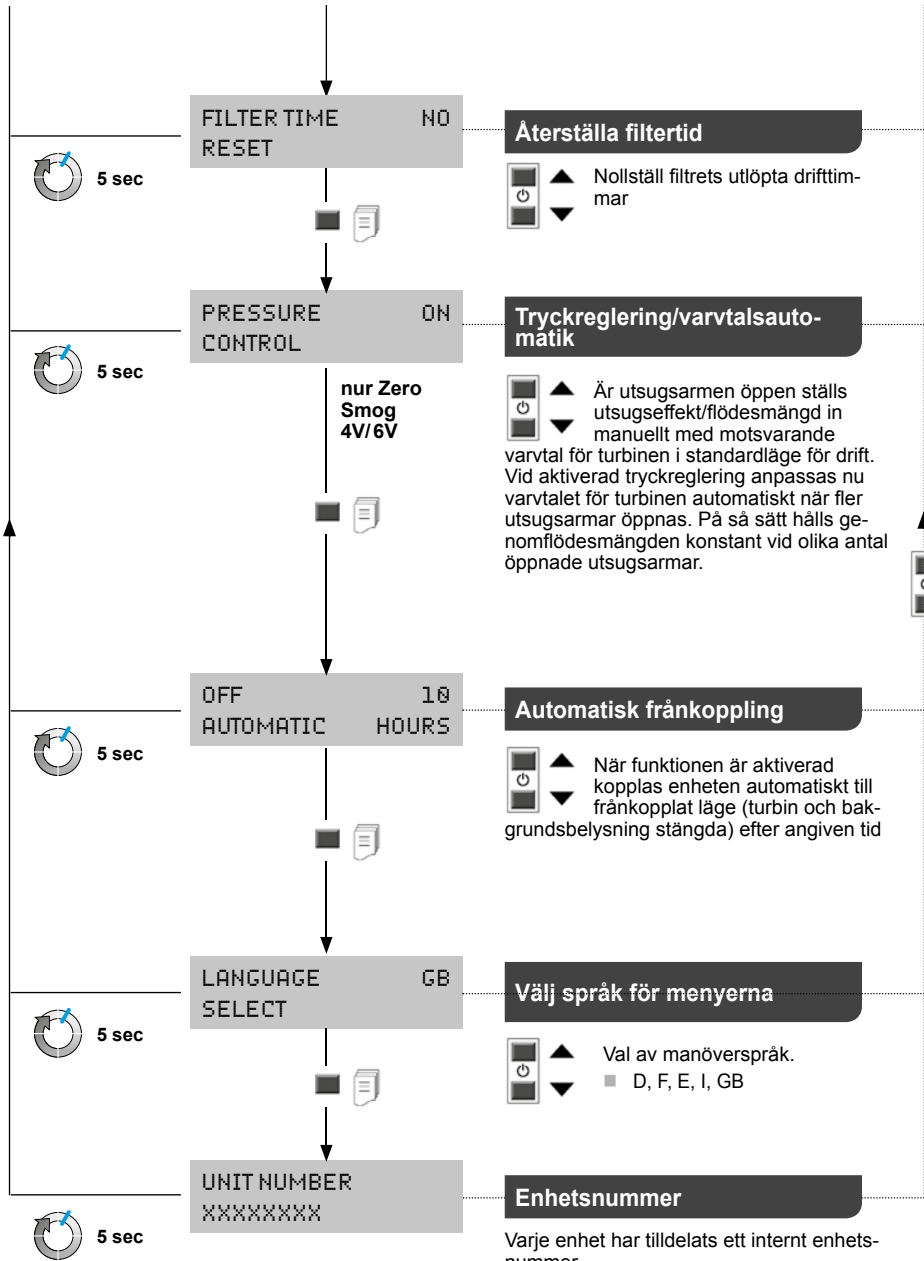 FILTER TIME NO
RESET
Återställa filtertid
5 sec
Nollställ filtrets utlöpta drifttim-
mar
PRESSURE ON
CONTROL
Tryckreglering/varvtalsauto-
matik
5 sec
nur Zero
Smog
4V/6V
Är utsugsarmen öppen ställs
utsugseffekt/flödesmängd in
manuellt med motsvarande
varvtal för turbinen i standardläge för drift.
Vid aktiverad tryckreglering anpassas nu
varvtalet för turbinen automatiskt när fler
utsugsarmar öppnas. På så sätt hålls ge-
nomflödesmängden konstant vid olika antal
öppnade utsugsarmar.
OFF 10
AUTOMATIC HOURS
Automatisk frånkoppling
5 sec
När funktionen är aktiverad
kopplas enheten automatiskt till
frånkopplat läge (turbin och bak-
grundsbelysning stängda) efter angiven tid
LANGUAGE GB
SELECT
Välj språk för menyerna
5 sec
Val av manöverspråk.
D, F, E, I, GB
UNIT NUMBER
XXXXXXXX
Enhetsnummer
5 sec
Varje enhet har tilldelats ett internt enhets-
nummer